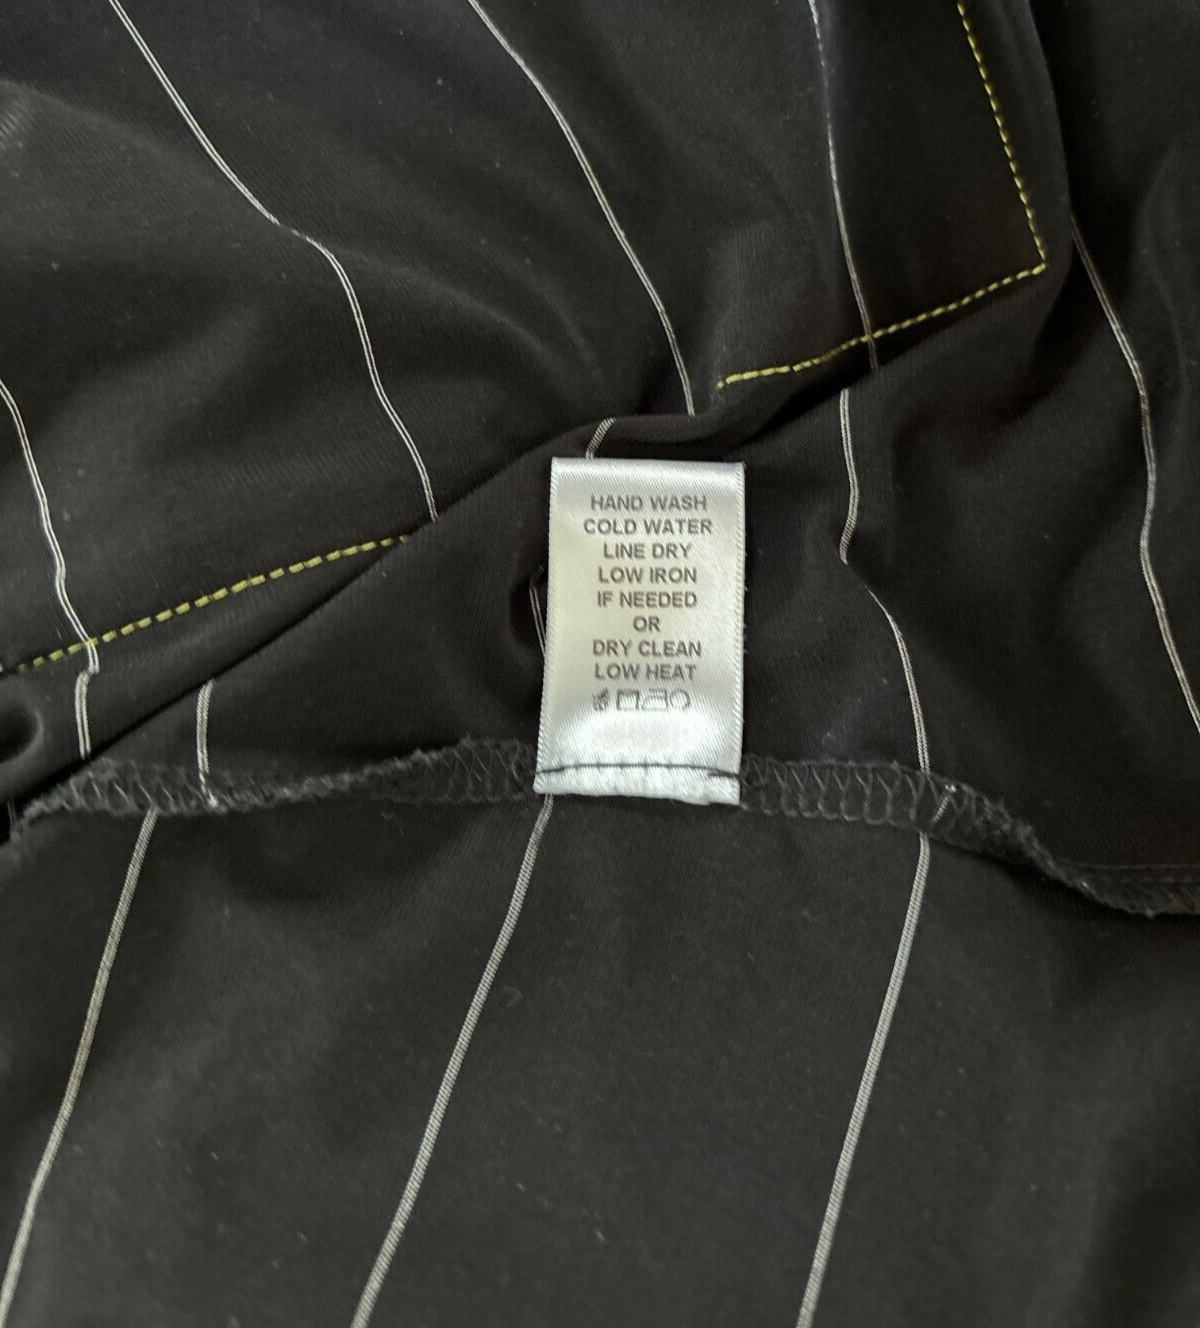 HAND WASH
COLD WATER
LINE DRY
LOW IRON
IF NEEDED
OR
DRY CLEAN
LOW HEAT